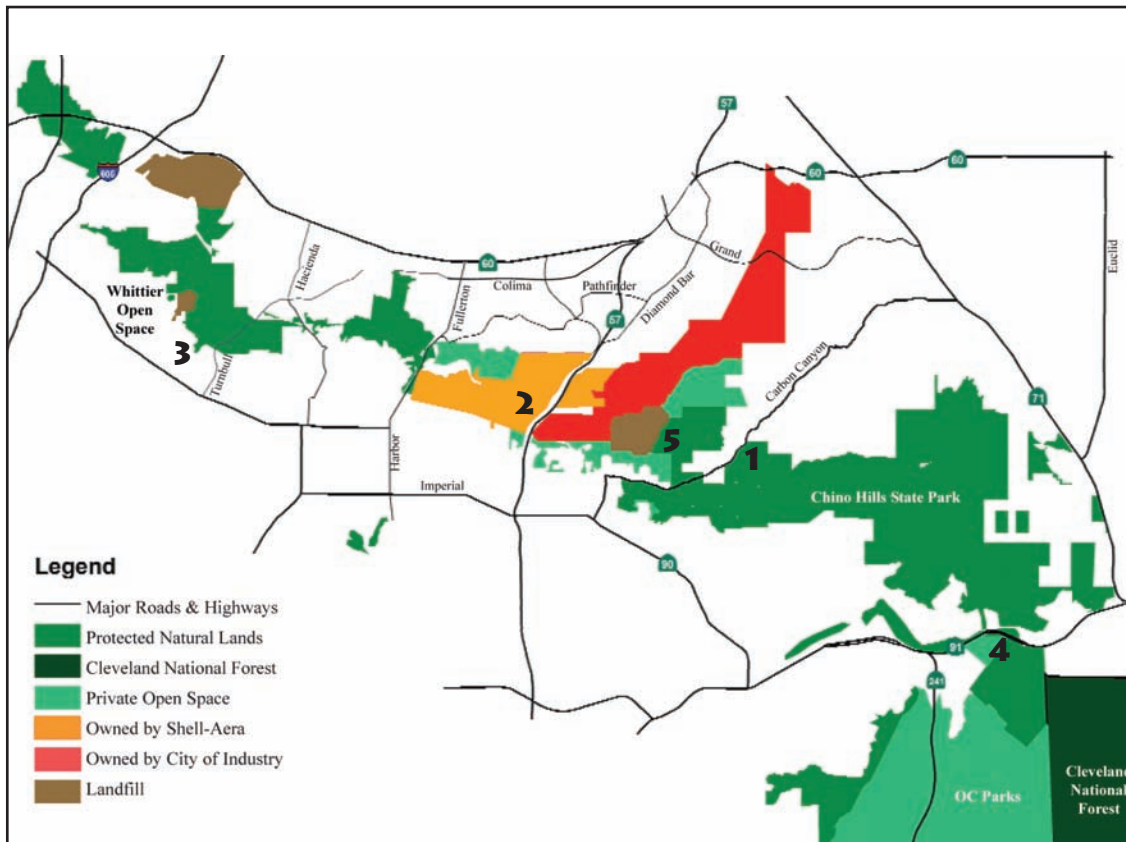 57
60
60
605
Hacienda
Grand
60
Colima
Pathfinder
Fullerton
57
Diamond Bar
Euclid
Whittier
Open
Space
3
Turnbull
Carbon Canyon
2
71
5
1
Harbor
Imperial
Chino Hills State Park
90
Legend
Major Roads & Highways
Protected Natural Lands
Cleveland National Forest
Private Open Space
Owned by Shell-Aera
Owned by City of Industry
Landfill
91
4
241
OC Parks
Cleveland
National
Forest